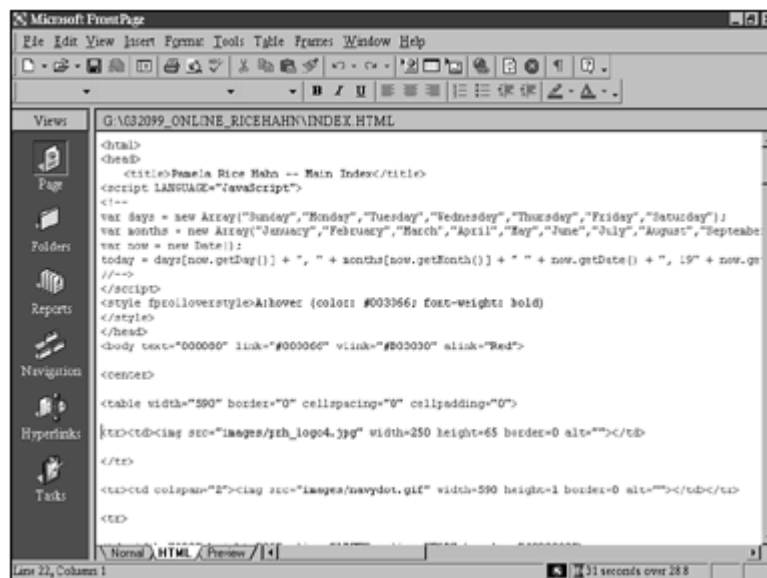 Microsoft FrontPage
File Edit View Insert Format Tools Table Frames Window Help
B I U
Views
G:\032099_ONLINE_RICEHAHN\INDEX.HTML
Page
Folders
Reports
Navigation
Hyperlinks
Tasks
<html>
<head>
<title>Pamela Rice Hahn -- Main Index</title>
<script LANGUAGE="JavaScript">
<!--
var days = new Array("Sunday","Monday","Tuesday","Wednesday","Thursday","Friday","Saturday");
var months = new Array("January","February","March","April","May","June","July","August","Septembe
var now = new Date();
today = days[now.getDay()] + ", " + months[now.getMonth()] + " " + now.getDate() + ", 19" + now.ge
//-->
</script>
<style fprolloverstyle>A:hover {color: #003366; font-weight: bold}
</style>
</head>
<body text="000000" link="#000066" vlink="#B03030" alink="Red">
<center>
<table width="590" border="0" cellspacing="0" cellpadding="0">
<tr><td><img src="images/prh_logo4.jpg" width=250 height=65 border=0 alt=""></td>
</tr>
<tr><td colspan="2"><img src="images/navydot.gif" width=590 height=1 border=0 alt=""></td></tr>
<tr>
Normal HTML Preview
Line 22, Column 1
31 seconds over 28.8